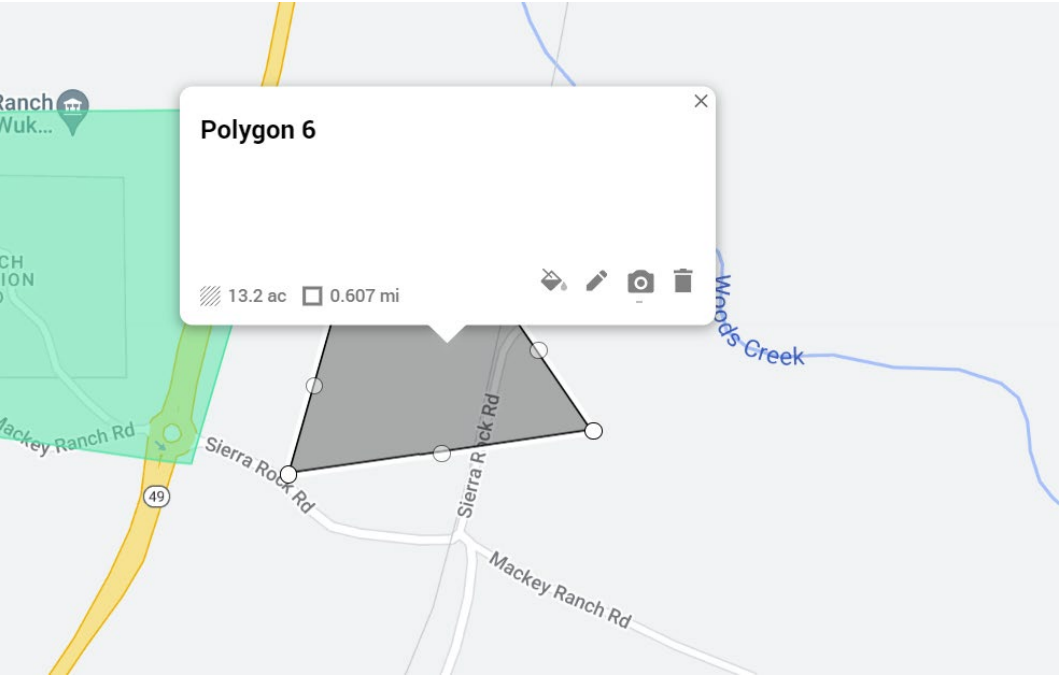 Ranch
Wuk...
Polygon 6
CH
ION
13.2 ac 0.607 mi
Woods Creek
Mackey Ranch Rd
Sierra Rock Rd
Sierra R ck Rd
49
Mackey Ranch Rd